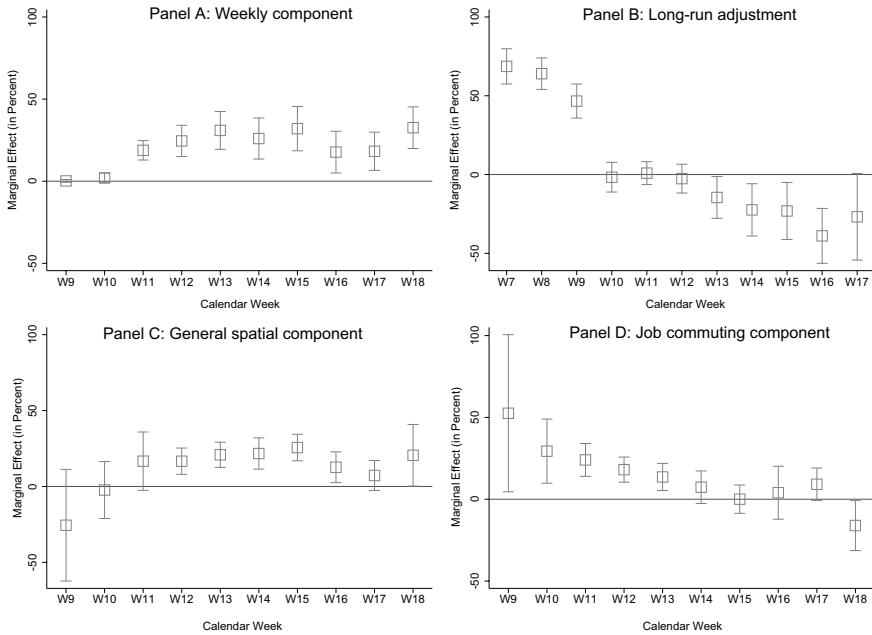 Panel A: Weekly component
Marginal Effect (in Percent)
100
50
0
-50
W9 W10 W11 W12 W13 W14 W15 W16 W17 W18
Calendar Week
Panel B: Long-run adjustment
Marginal Effect (in Percent)
100
50
0
-50
W7 W8 W9 W10 W11 W12 W13 W14 W15 W16 W17
Calendar Week
Panel C: General spatial component
Marginal Effect (in Percent)
100
50
0
-50
W9 W10 W11 W12 W13 W14 W15 W16 W17 W18
Calendar Week
Panel D: Job commuting component
Marginal Effect (in Percent)
100
50
0
-50
W9 W10 W11 W12 W13 W14 W15 W16 W17 W18
Calendar Week